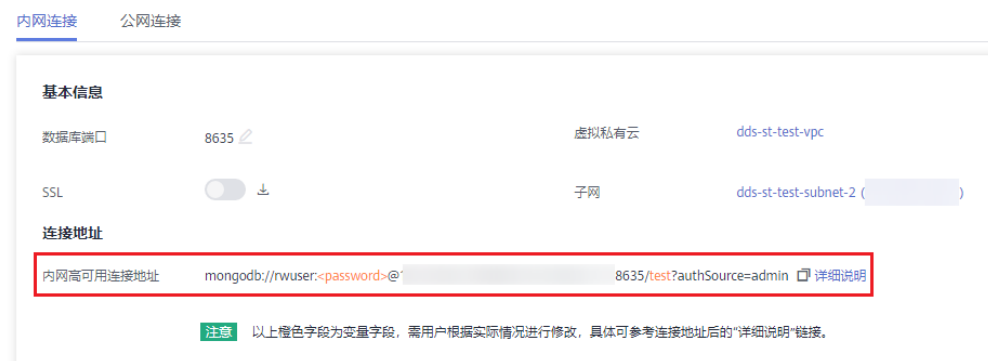 内网连接 公网连接
基本信息
数据库端口 8635 虚拟私有云 dds-st-test-vpc
SSL 子网 dds-st-test-subnet-2 ( )
连接地址
内网高可用连接地址 mongodb://rwuser:<password>@ 8635/test?authSource=admin 详细说明
注意 以上橙色字段为变量字段，需用户根据实际情况进行修改，具体可参考连接地址后的“详细说明”链接。